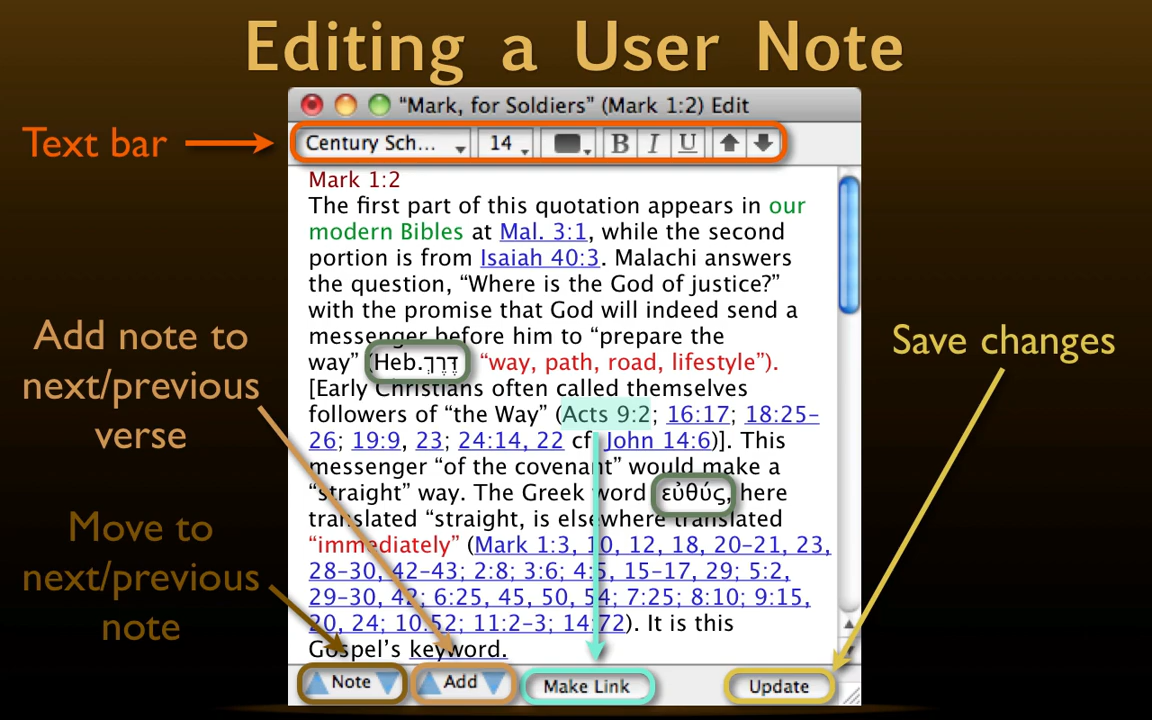 Editing a User Note
“Mark, for Soldiers” (Mark 1:2) Edit
Text bar
Century Sch... 14 B I U
Mark 1:2
The first part of this quotation appears in our
modern Bibles at Mal. 3:1, while the second
portion is from Isaiah 40:3. Malachi answers
the question, “Where is the God of justice?”
with the promise that God will indeed send a
messenger before him to “prepare the
way” (Heb. דֶּרֶךְ “way, path, road, lifestyle”).
[Early Christians often called themselves
followers of “the Way” (Acts 9:2; 16:17; 18:25–
26; 19:9, 23; 24:14, 22 cf. John 14:6)]. This
messenger “of the covenant” would make a
“straight” way. The Greek word εὐθύς, here
translated “straight, is elsewhere translated
“immediately” (Mark 1:3, 10, 12, 18, 20–21, 23,
28–30, 42–43; 2:8; 3:6; 4:5, 15–17, 29; 5:2,
29–30, 42; 6:25, 45, 50, 54; 7:25; 8:10; 9:15,
20, 24; 10:52; 11:2–3; 14:72). It is this
Gospel’s keyword.
Add note to
next/previous
verse
Move to
next/previous
note
Save changes
Note Add Make Link Update